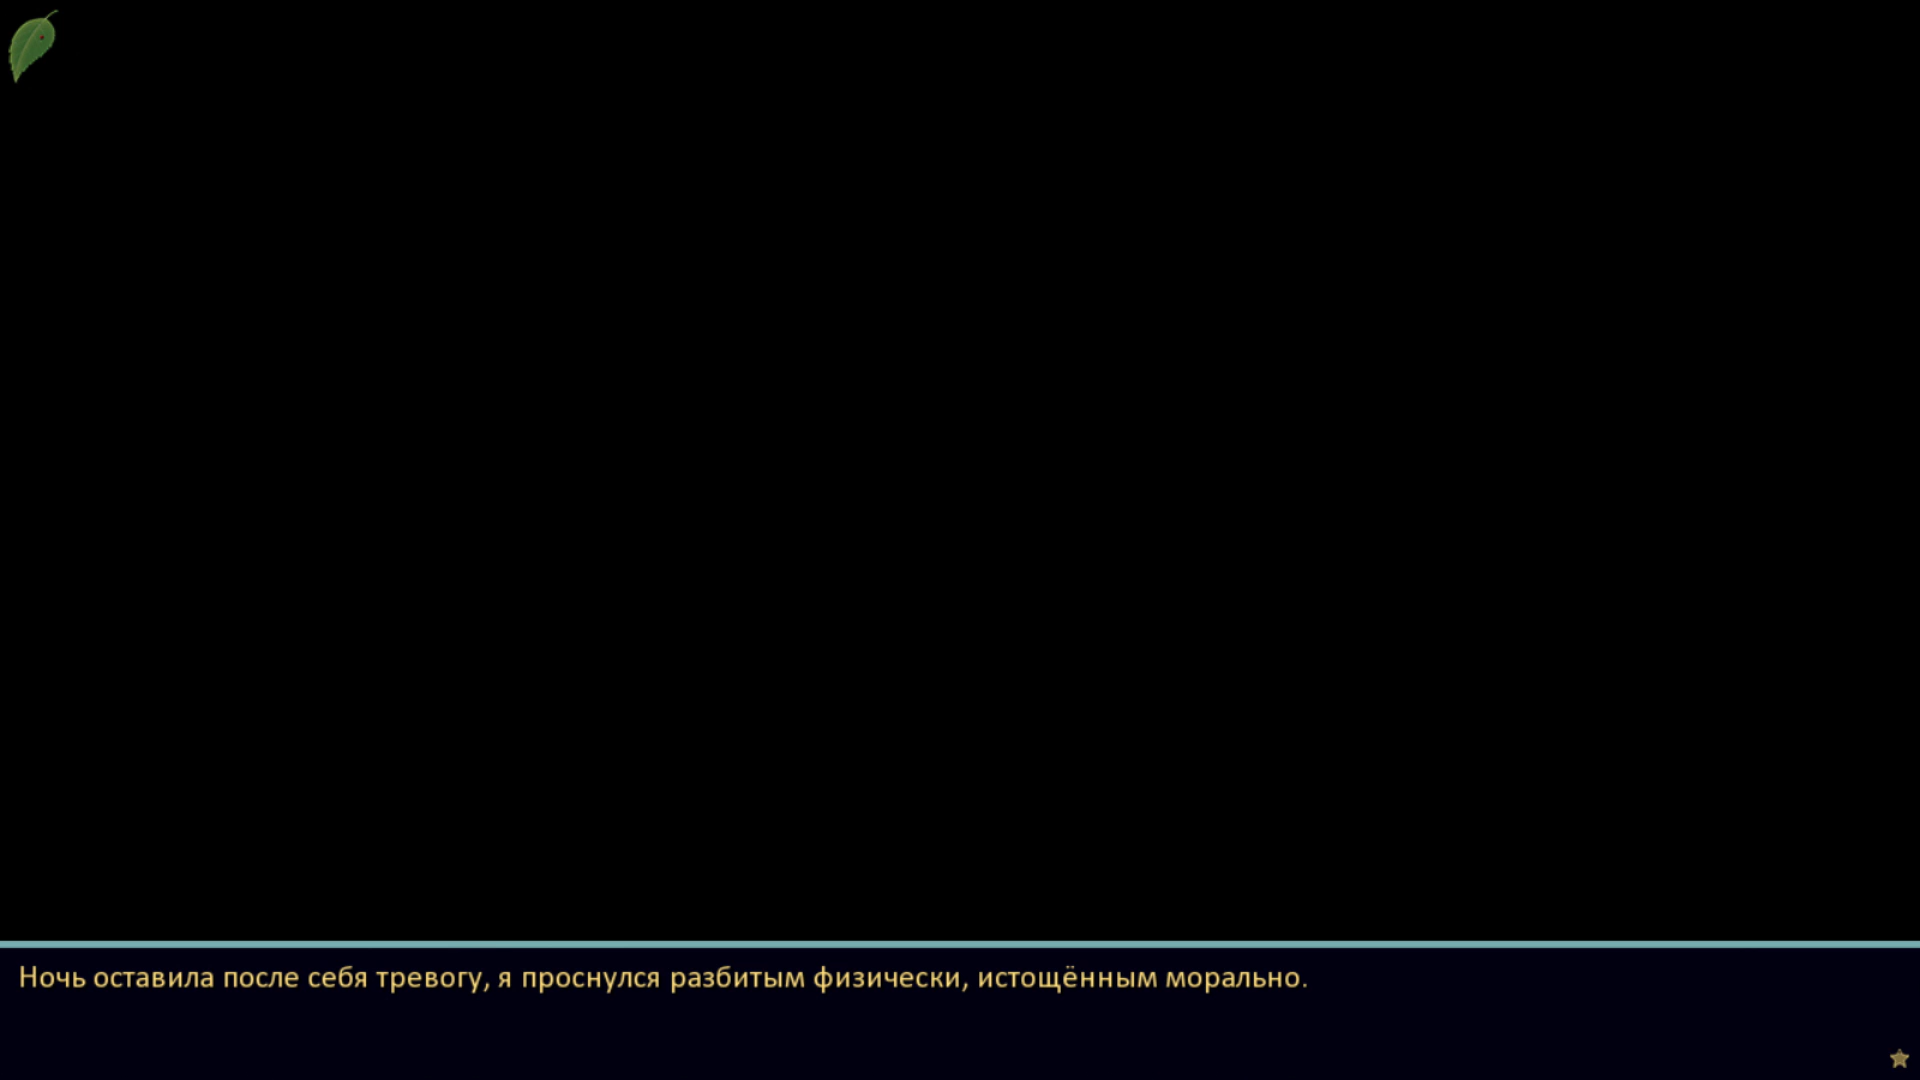 Ночь оставила после себя тревогу, я проснулся разбитым физически, истощённым морально.